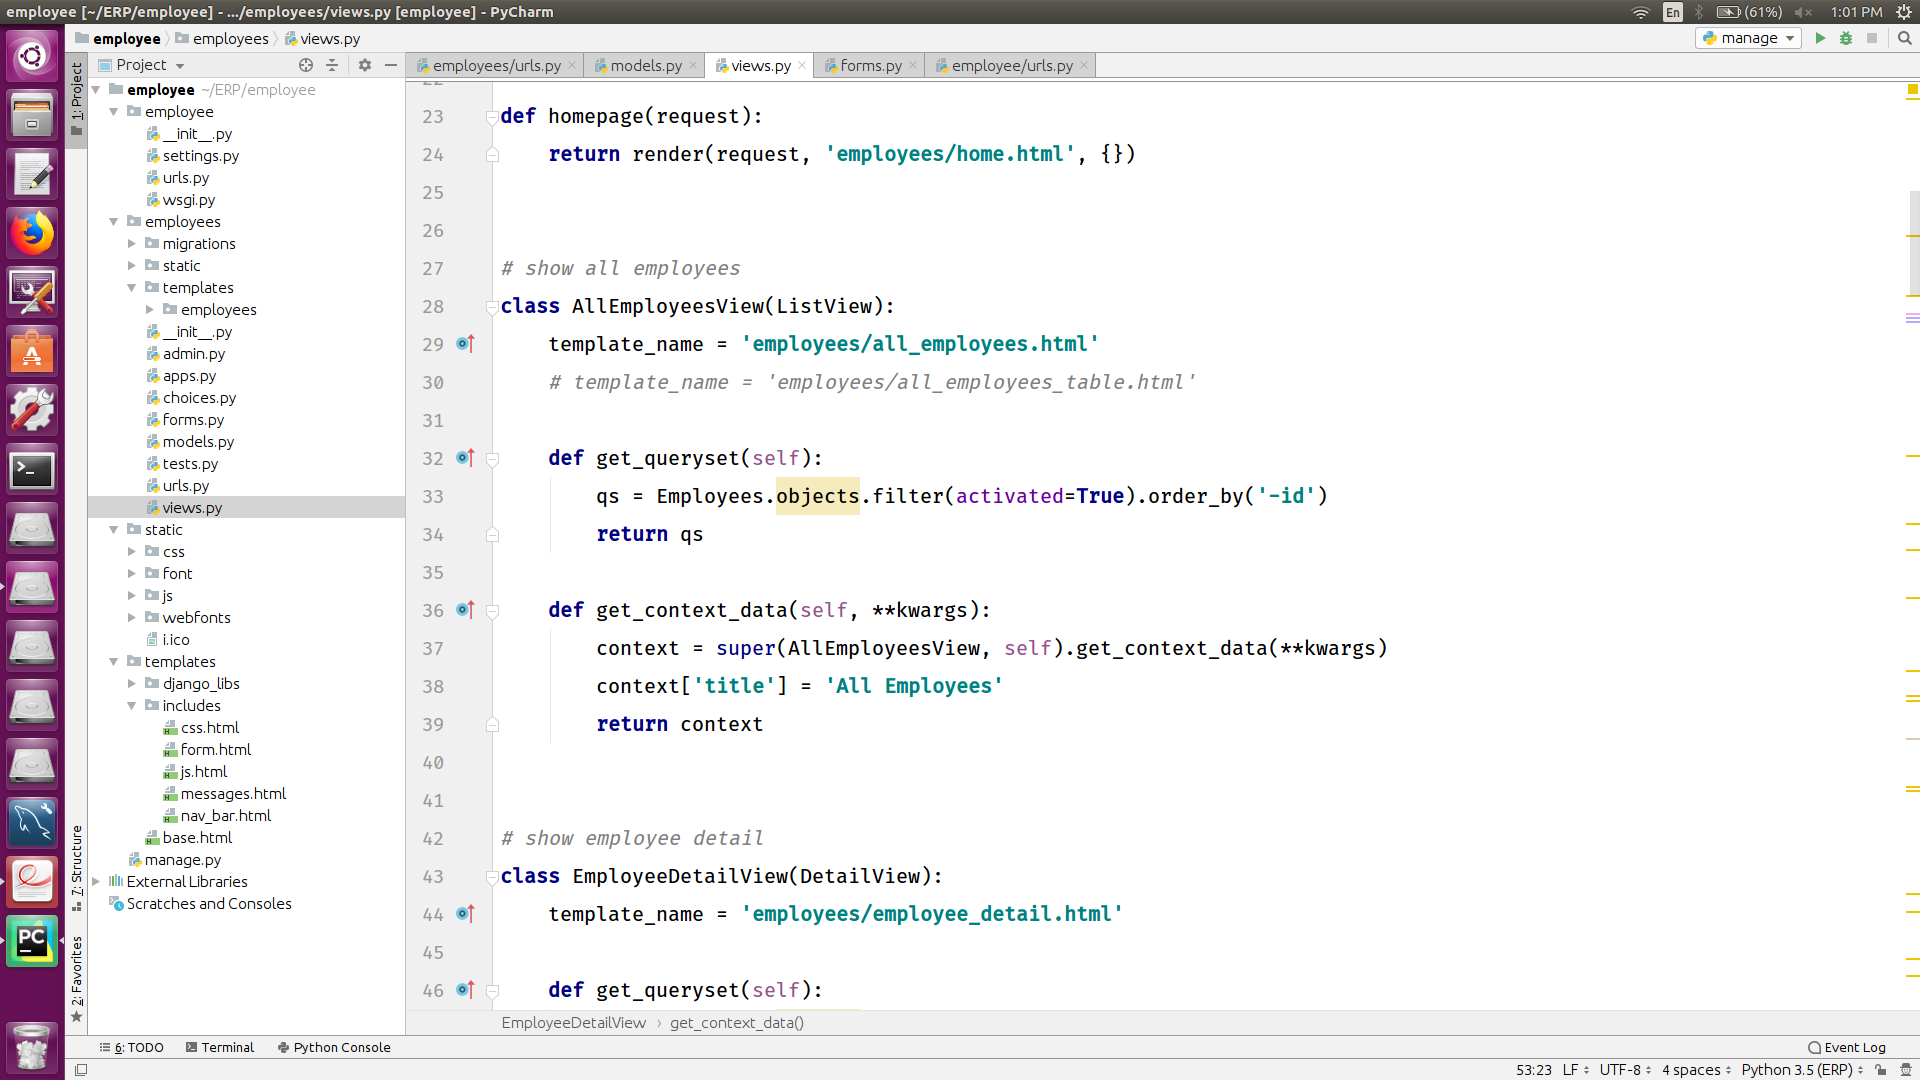 employee [~/ERP/employee] - .../employees/views.py [employee] - PyCharm
En
(61%)
1:01 PM
employee
employees
views.py
manage
Project
employees/urls.py
models.py
views.py
forms.py
employee/urls.py
1: Project
7: Structure
2: Favorites
employee ~/ERP/employee
employee
__init__.py
settings.py
urls.py
wsgi.py
employees
migrations
static
templates
employees
__init__.py
admin.py
apps.py
choices.py
forms.py
models.py
tests.py
urls.py
views.py
static
css
font
js
webfonts
i.ico
templates
django_libs
includes
css.html
form.html
js.html
messages.html
nav_bar.html
base.html
manage.py
External Libraries
Scratches and Consoles
PC
22
23 def homepage(request):
24 return render(request, 'employees/home.html', {})
25
26
27 # show all employees
28 class AllEmployeesView(ListView):
29 template_name = 'employees/all_employees.html'
30 # template_name = 'employees/all_employees_table.html'
31
32 def get_queryset(self):
33 qs = Employees.objects.filter(activated=True).order_by('-id')
34 return qs
35
36 def get_context_data(self, **kwargs):
37 context = super(AllEmployeesView, self).get_context_data(**kwargs)
38 context['title'] = 'All Employees'
39 return context
40
41
42 # show employee detail
43 class EmployeeDetailView(DetailView):
44 template_name = 'employees/employee_detail.html'
45
46 def get_queryset(self):
EmployeeDetailView › get_context_data()
6: TODO
Terminal
Python Console
Event Log
53:23 LF UTF-8 4 spaces Python 3.5 (ERP)